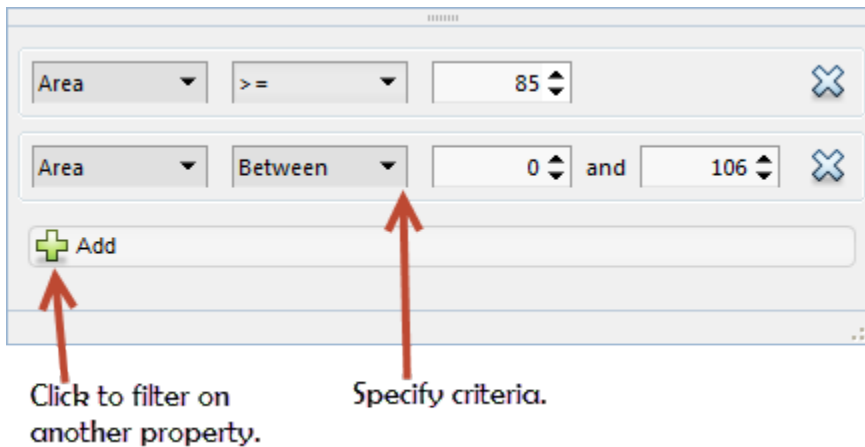 Area >= 85
Area Between 0 and 106
Add
Click to filter on
another property.
Specify criteria.